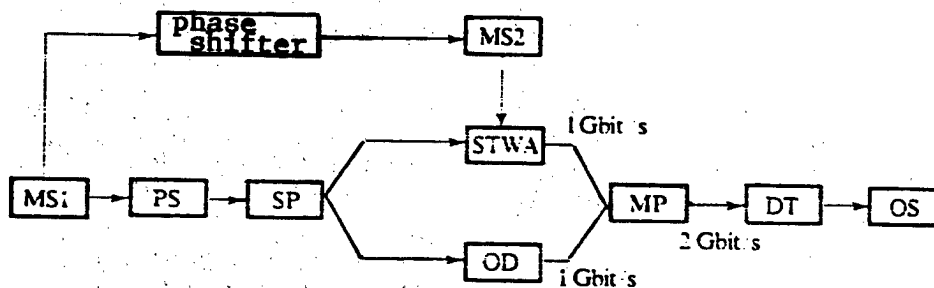 phase
shifter
MS2
STWA
1 Gbit/s
MS1
PS
SP
MP
DT
OS
2 Gbit/s
OD
1 Gbit/s